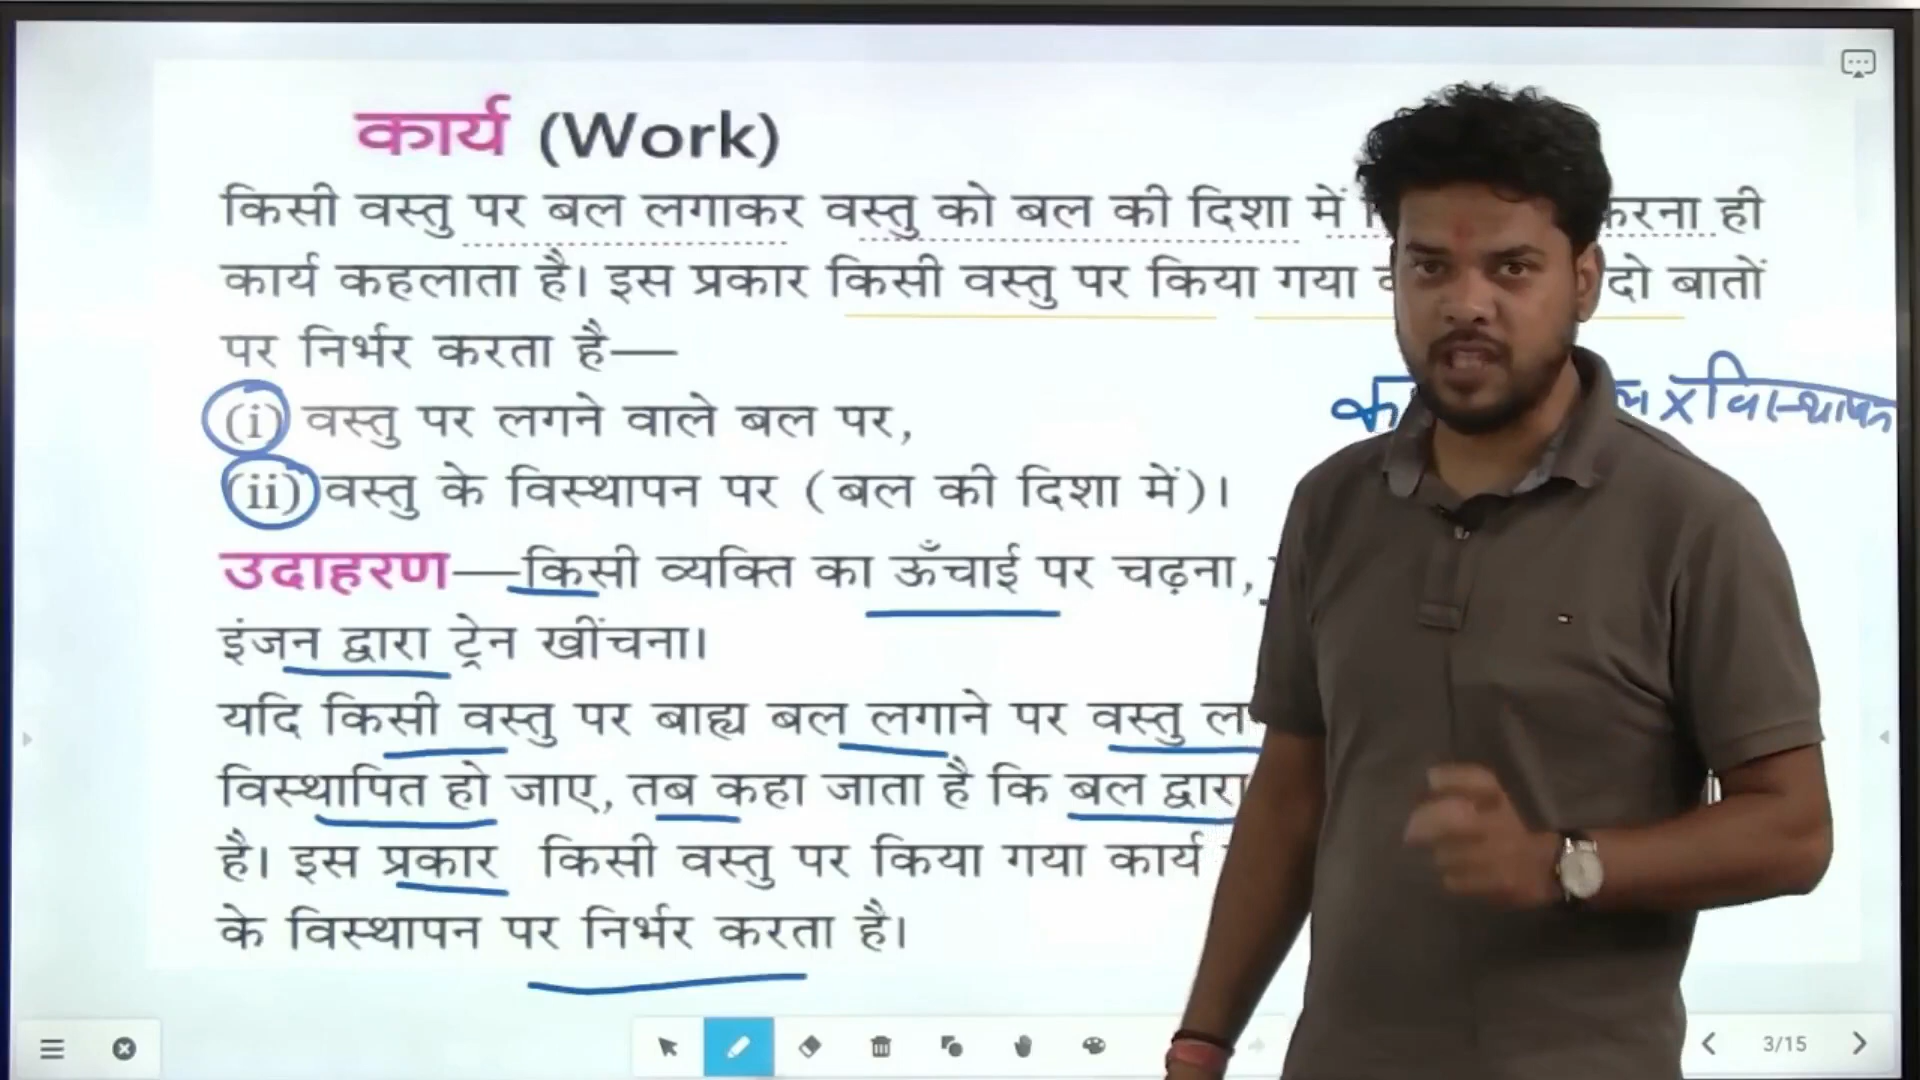 कार्य (Work)
किसी वस्तु पर बल लगाकर वस्तु को बल की दिशा में करना ही
कार्य कहलाता है। इस प्रकार किसी वस्तु पर किया गया दो बातों
पर निर्भर करता है—
(i) वस्तु पर लगने वाले बल पर,
x विस्थापन
(ii) वस्तु के विस्थापन पर (बल की दिशा में)।
उदाहरण—किसी व्यक्ति का ऊँचाई पर चढ़ना,
इंजन द्वारा ट्रेन खींचना।
यदि किसी वस्तु पर बाह्य बल लगाने पर वस्तु
विस्थापित हो जाए, तब कहा जाता है कि बल द्वारा
है। इस प्रकार किसी वस्तु पर किया गया कार्य
के विस्थापन पर निर्भर करता है।
3/15